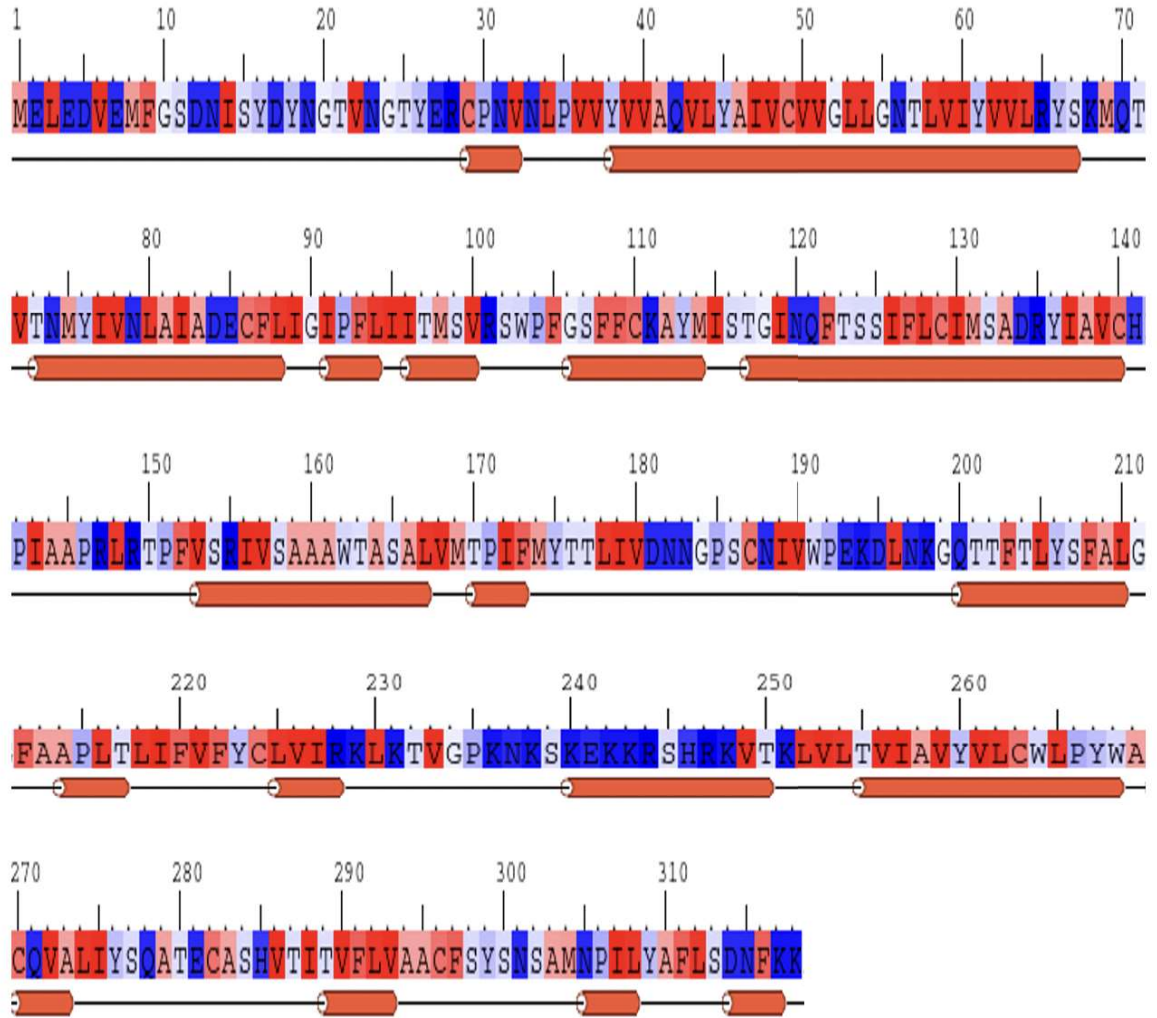 1 10 20 30 40 50 60 70
MELEDVEMFGSDNISYDYNGTVNGTYERCPNVNLPVVYVVAQVLYAIVCVVGLLGNTLVIYVVLRYSKMQT
80 90 100 110 120 130 140
VTNMYIVNLAIADECFLIGIPFLIITMSVRSWPFGSFFCKAYMISTGINQFTSSIFLCIMSADRYIAVCH
150 160 170 180 190 200 210
PIAAPRLRTPFVSRIVSAAAWTASALVMTPIFMYTTLIVDNNGPSCNIVWPEKDLNKGQTTFTLYSFALG
220 230 240 250 260
FAAPLTLIFVFYCLVIRKLKTVGPKNKSKEKKRSHRKVTKLVLTVIAVYVLCWLPYWA
270 280 290 300 310
CQVALIYSQATECASHVTITVFLVAACFSYSNSAMNPILYAFLSDNFKK